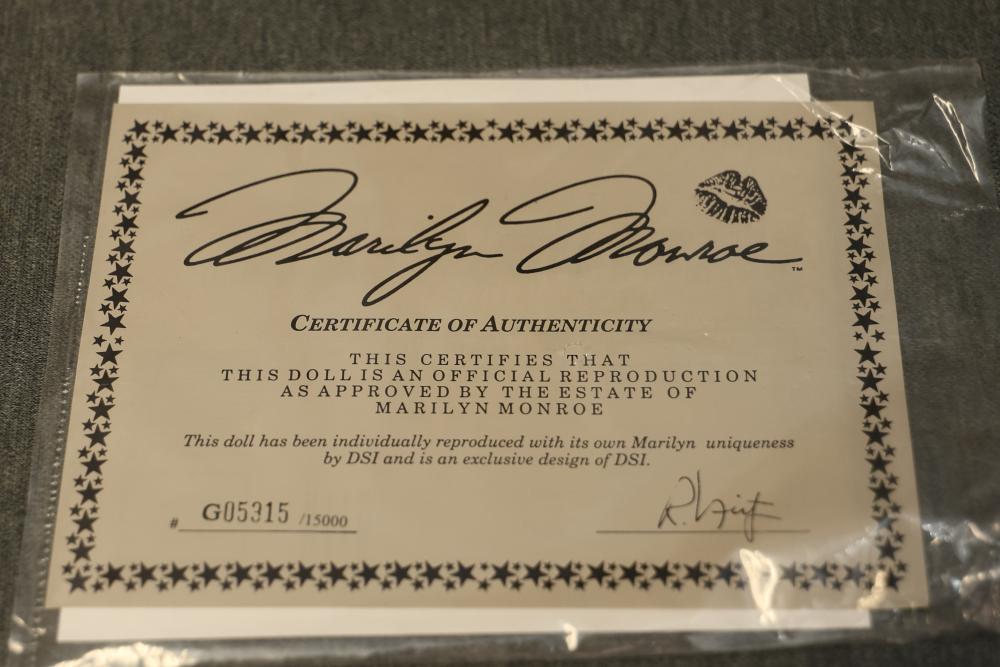 Marilyn Monroe™
CERTIFICATE OF AUTHENTICITY
THIS CERTIFIES THAT
THIS DOLL IS AN OFFICIAL REPRODUCTION
AS APPROVED BY THE ESTATE OF
MARILYN MONROE
This doll has been individually reproduced with its own Marilyn uniqueness
by DSI and is an exclusive design of DSI.
# G05315 /15000